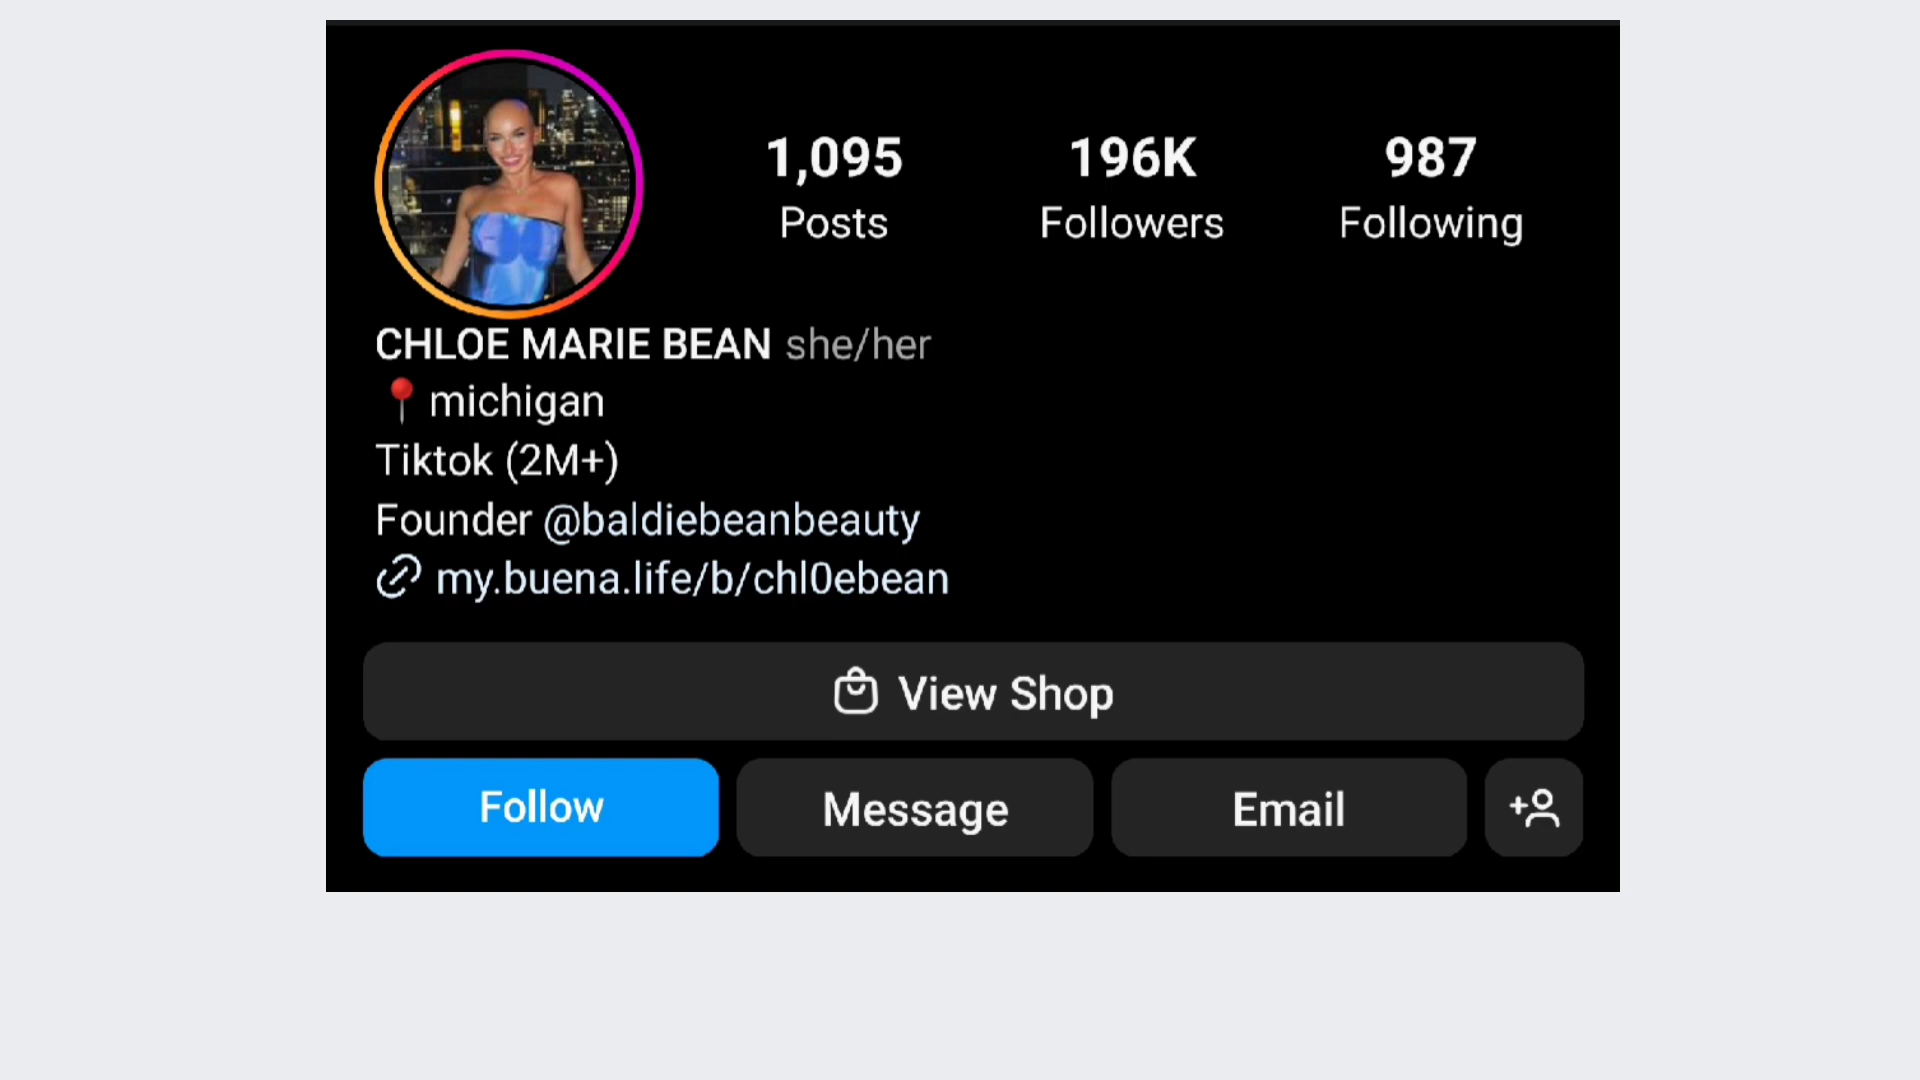 1,095 196K 987
Posts Followers Following
CHLOE MARIE BEAN she/her
📍 michigan
Tiktok (2M+)
Founder @baldiebeanbeauty
my.buena.life/b/chl0ebean
View Shop
Follow Message Email